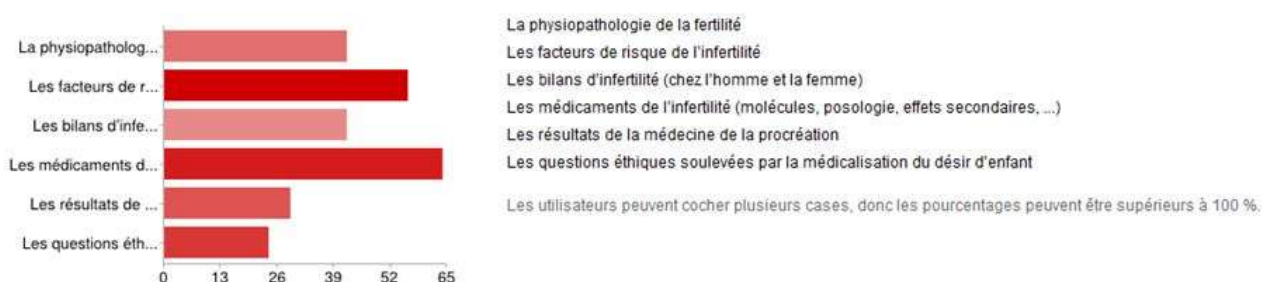 La physiopatholog...
Les facteurs de r...
Les bilans d'infe...
Les médicaments d...
Les résultats de ...
Les questions éth...
0 13 26 39 52 65
La physiopathologie de la fertilité
Les facteurs de risque de l'infertilité
Les bilans d'infertilité (chez l'homme et la femme)
Les médicaments de l'infertilité (molécules, posologie, effets secondaires, ...)
Les résultats de la médecine de la procréation
Les questions éthiques soulevées par la médicalisation du désir d'enfant
Les utilisateurs peuvent cocher plusieurs cases, donc les pourcentages peuvent être supérieurs à 100 %.